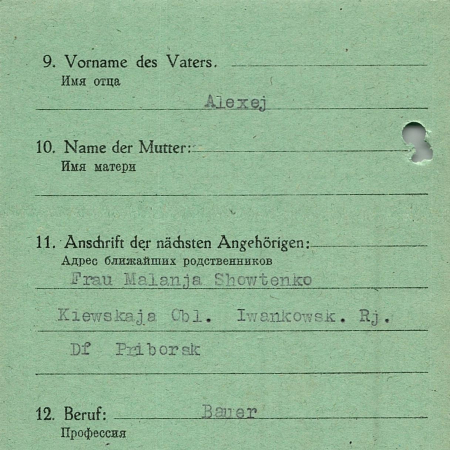 9. Vorname des Vaters.
Имя отца
Alexej
10. Name der Mutter:
Имя матери
11. Anschrift der nächsten Angehörigen:
Адрес ближайших родственников
Frau Malanja Showtenko
Kiewskaja Obl. Iwankowsk. Rj.
Df Priborsk
12. Beruf: Bauer
Профессия